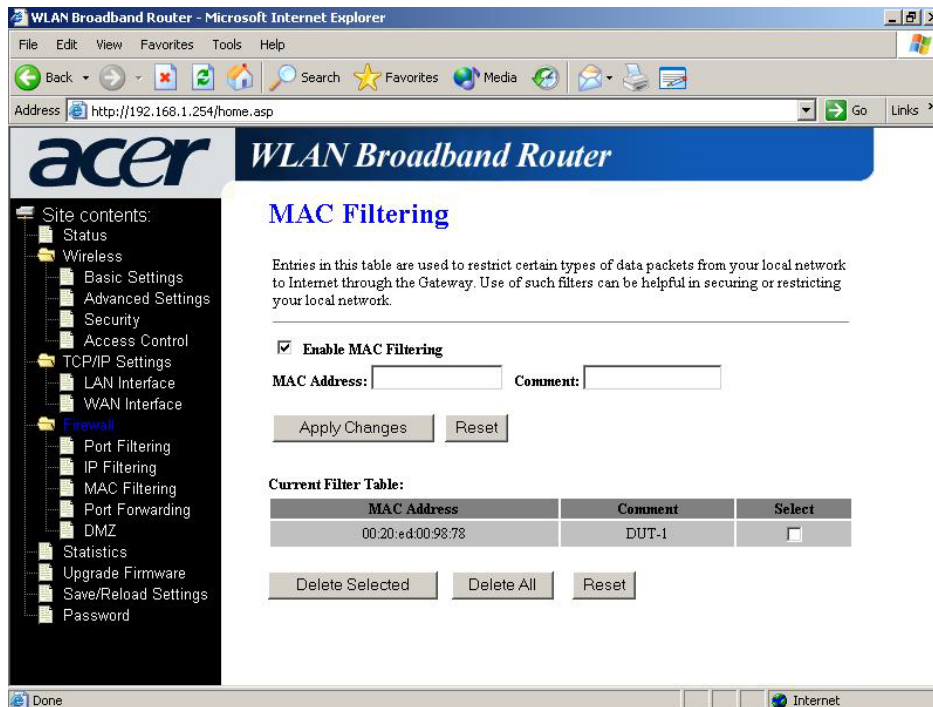 WLAN Broadband Router - Microsoft Internet Explorer
File Edit View Favorites Tools Help
Back Search Favorites Media
Address http://192.168.1.254/home.asp Go Links
acer WLAN Broadband Router
Site contents:
Status
Wireless
Basic Settings
Advanced Settings
Security
Access Control
TCP/IP Settings
LAN Interface
WAN Interface
Firewall
Port Filtering
IP Filtering
MAC Filtering
Port Forwarding
DMZ
Statistics
Upgrade Firmware
Save/Reload Settings
Password
MAC Filtering
Entries in this table are used to restrict certain types of data packets from your local network
to Internet through the Gateway. Use of such filters can be helpful in securing or restricting
your local network.
Enable MAC Filtering
MAC Address: Comment:
Apply Changes Reset
Current Filter Table:
MAC Address Comment Select
00:20:ed:00:98:78 DUT-1
Delete Selected Delete All Reset
Done Internet